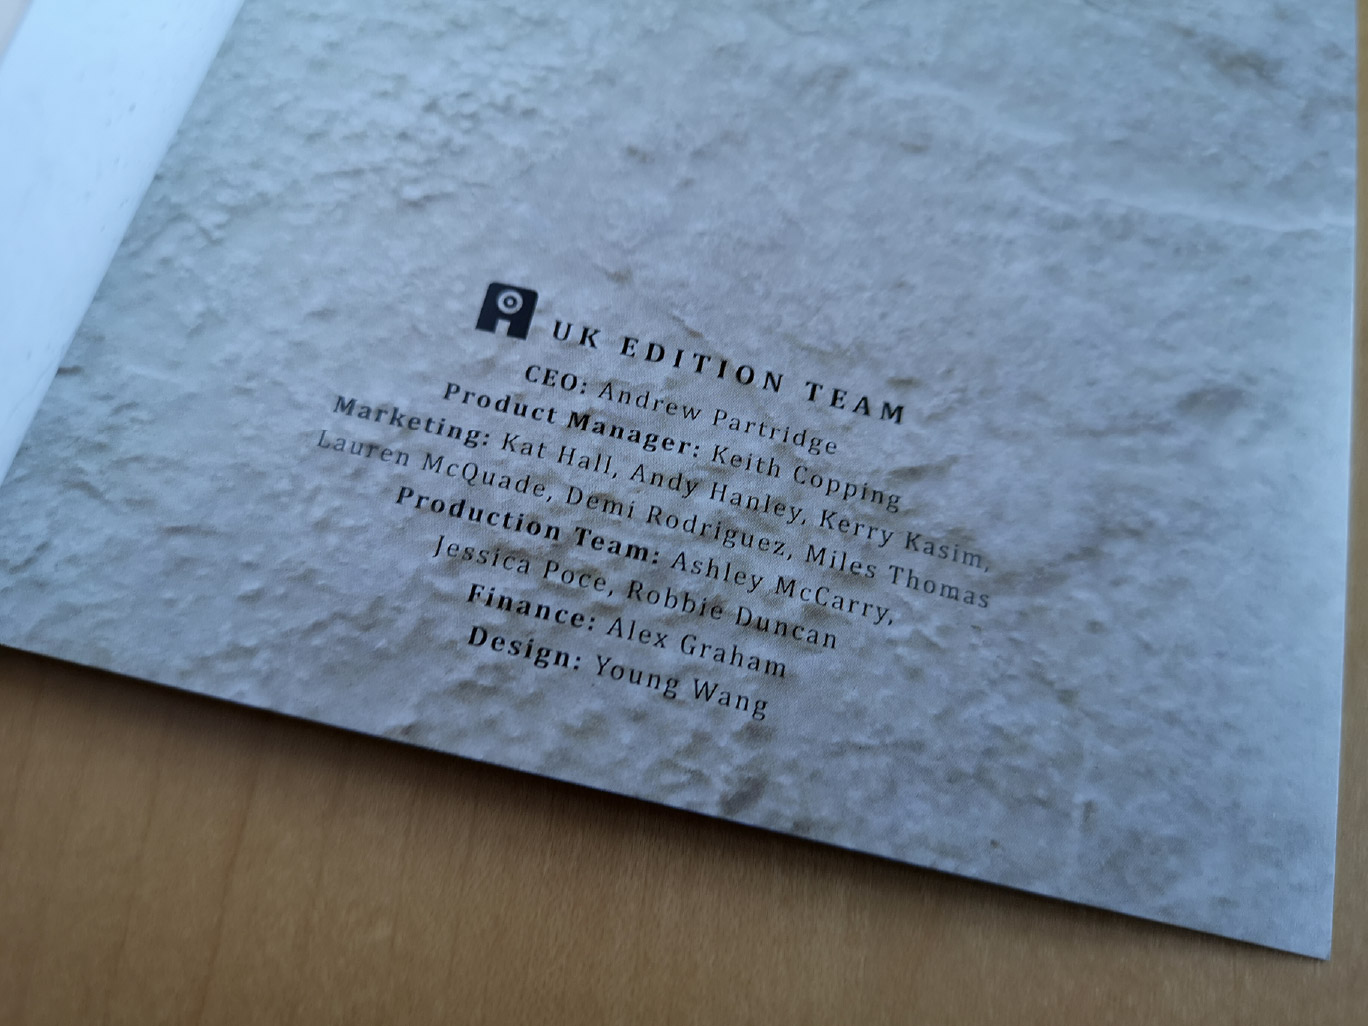 UK EDITION TEAM
CEO: Andrew Partridge
Product Manager: Keith Copping
Marketing: Kat Hall, Andy Hanley, Kerry Kasim,
Lauren McQuade, Demi Rodriguez, Miles Thomas
Production Team: Ashley McCarry,
Jessica Poce, Robbie Duncan
Finance: Alex Graham
Design: Young Wang